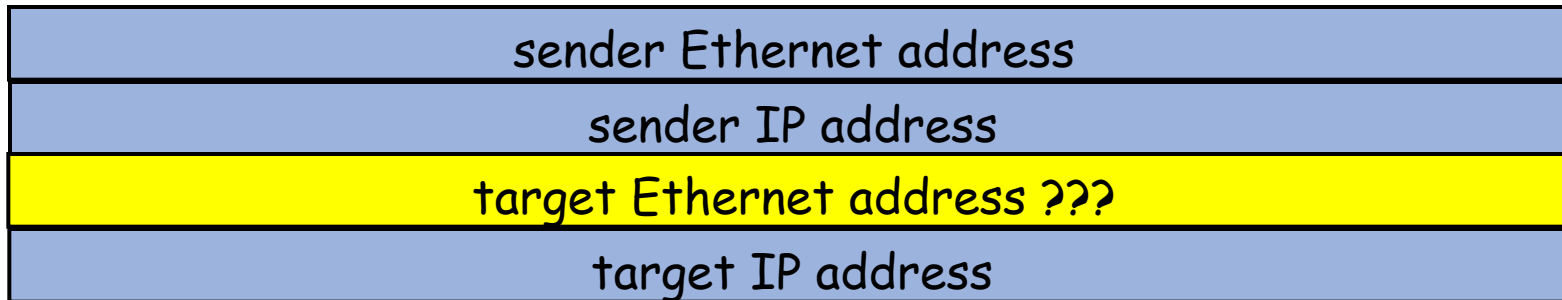 sender Ethernet address
sender IP address
target Ethernet address ???
target IP address